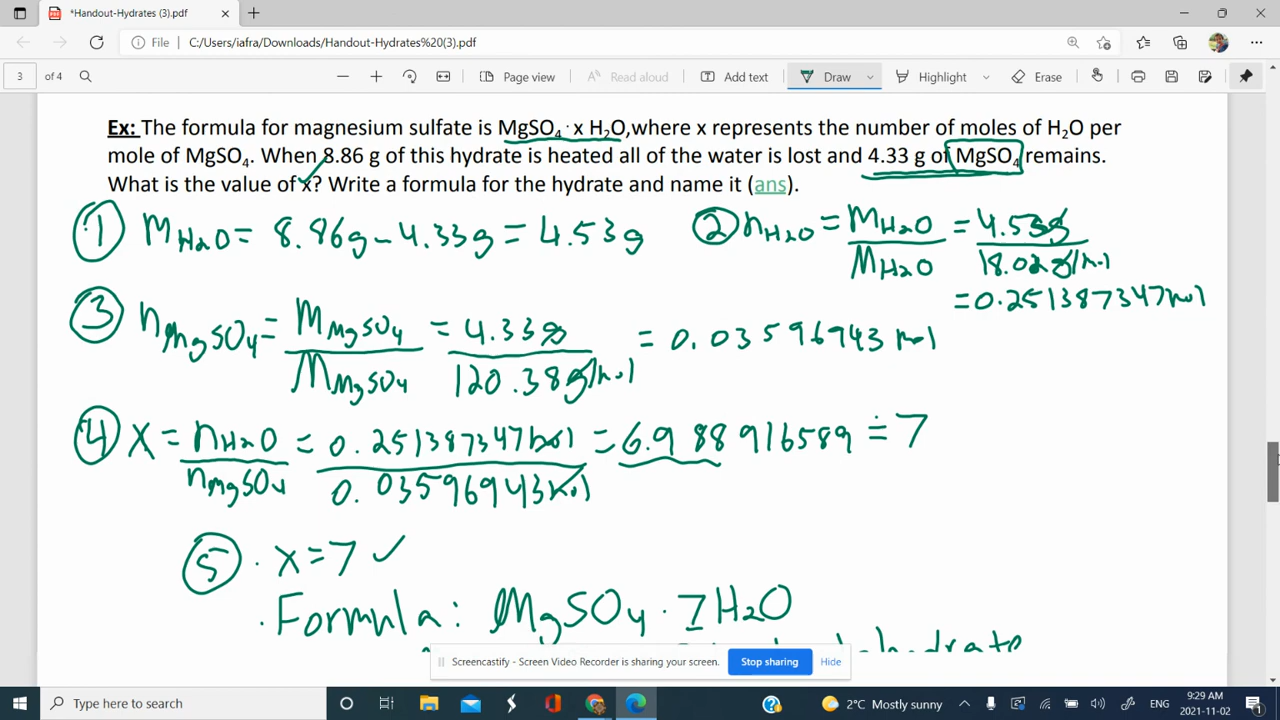 *Handout-Hydrates (3).pdf
File C:/Users/iafra/Downloads/Handout-Hydrates%20(3).pdf
3 of 4 Page view Read aloud Add text Draw Highlight Erase
Ex: The formula for magnesium sulfate is MgSO₄·x H₂O,where x represents the number of moles of H₂O per
mole of MgSO₄. When 8.86 g of this hydrate is heated all of the water is lost and 4.33 g of MgSO₄ remains.
What is the value of x? Write a formula for the hydrate and name it (ans).
① mH₂O = 8.86g - 4.33g = 4.53g
② nH₂O = mH₂O / MH₂O = 4.53g / 18.02g/mol
= 0.251387347mol
③ nMgSO₄ = mMgSO₄ / MMgSO₄ = 4.33g / 120.38g/mol = 0.03596943 mol
④ x = nH₂O / nMgSO₄ = 0.251387347mol / 0.03596943mol = 6.988916589 ≐ 7
⑤ · x=7 ✓
· Formula: MgSO₄ · 7H₂O
Screencastify - Screen Video Recorder is sharing your screen. Stop sharing Hide
Type here to search
2°C Mostly sunny
ENG
9:29 AM
2021-11-02
1